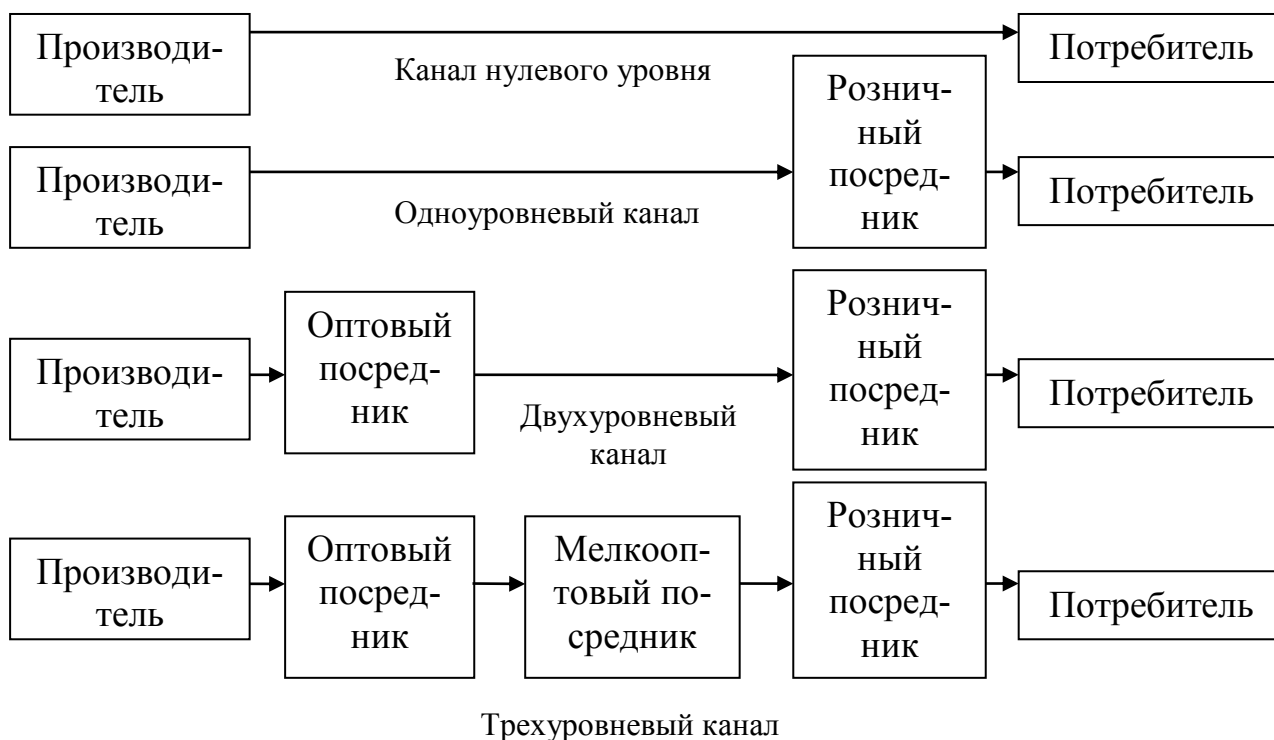 Производи-
тель
Канал нулевого уровня
Потребитель
Производи-
тель
Одноуровневый канал
Рознич-
ный
посред-
ник
Потребитель
Производи-
тель
Оптовый
посред-
ник
Двухуровневый
канал
Рознич-
ный
посред-
ник
Потребитель
Производи-
тель
Оптовый
посред-
ник
Мелкооп-
товый по-
средник
Рознич-
ный
посред-
ник
Потребитель
Трехуровневый канал